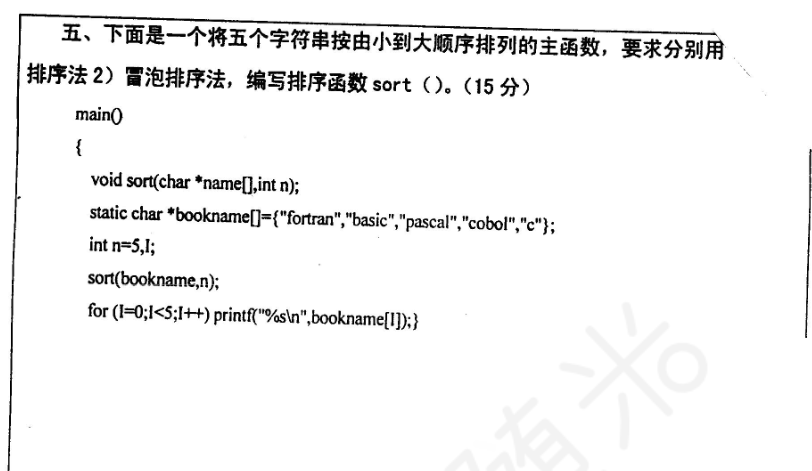 五、下面是一个将五个字符串按由小到大顺序排列的主函数，要求分别用
排序法 2）冒泡排序法，编写排序函数 sort（）。（15 分）
main()
{
void sort(char *name[],int n);
static char *bookname[]={"fortran","basic","pascal","cobol","c"};
int n=5,I;
sort(bookname,n);
for (I=0;I<5;I++) printf("%s\n",bookname[I]);}